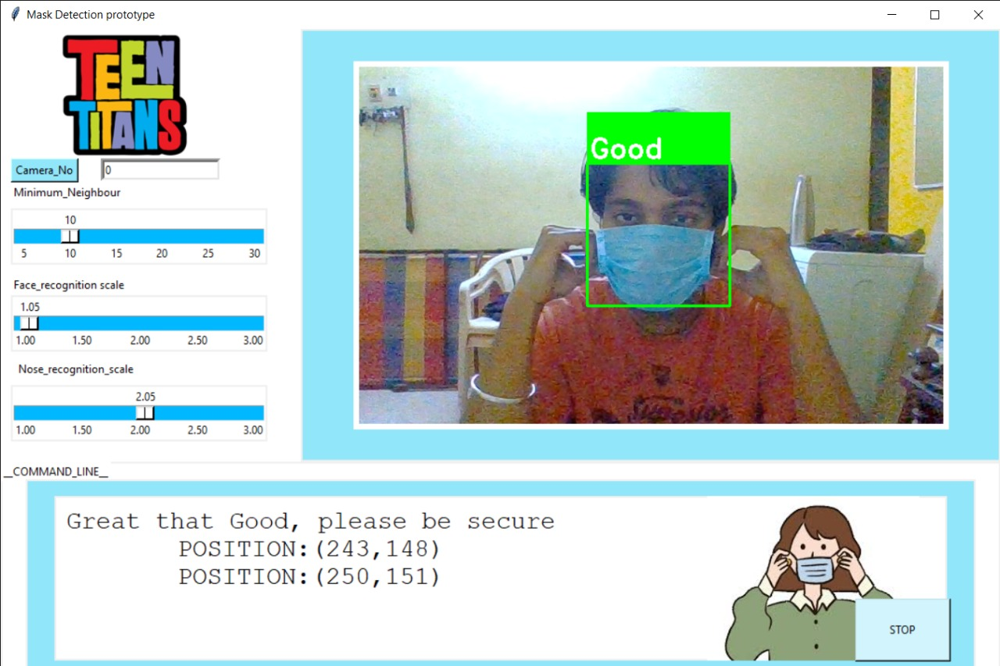 Mask Detection prototype
TEEN
TITANS
Camera_No 0
Minimum_Neighbour
10
5 10 15 20 25 30
Face_recognition scale
1.05
1.00 1.50 2.00 2.50 3.00
Nose_recognition_scale
2.05
1.00 1.50 2.00 2.50 3.00
Good
__COMMAND_LINE__
Great that Good, please be secure
POSITION:(243,148)
POSITION:(250,151)
STOP